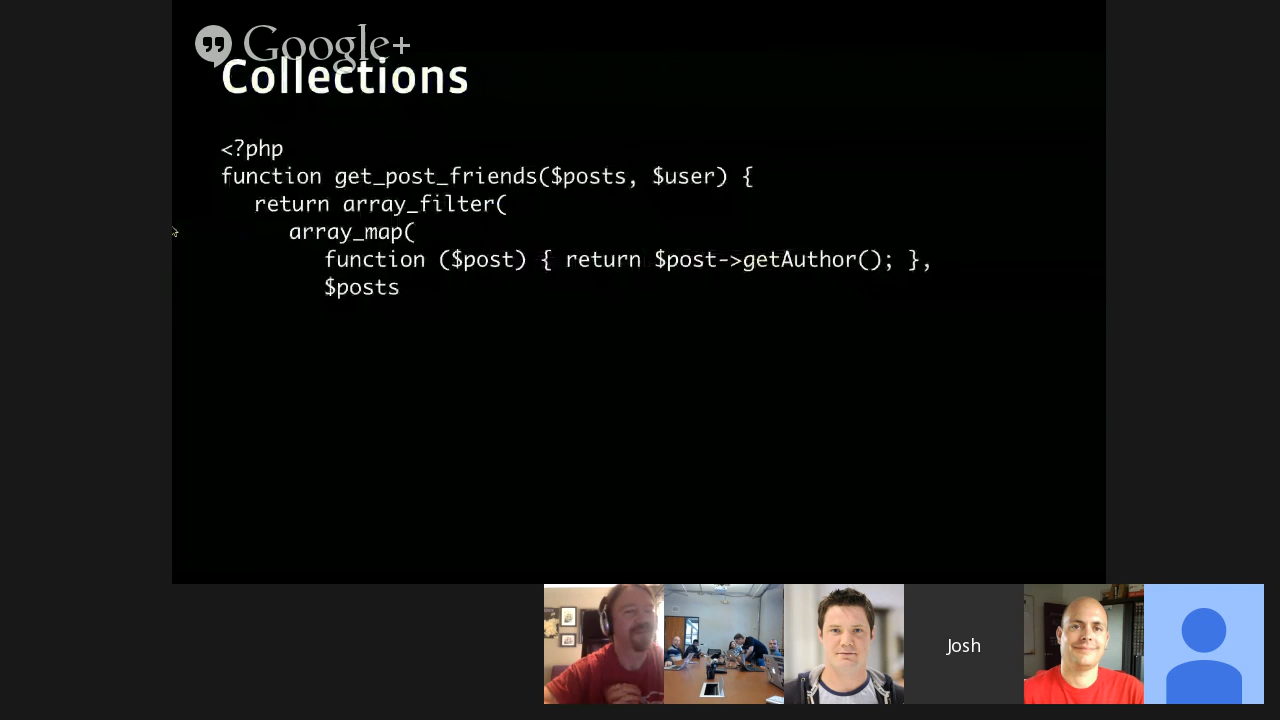 Google+
Collections
<?php
function get_post_friends($posts, $user) {
return array_filter(
array_map(
function ($post) { return $post->getAuthor(); },
$posts
Josh